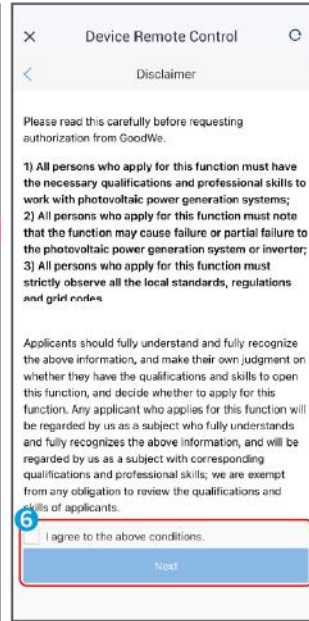 Device Remote Control
Disclaimer
Please read this carefully before requesting
authorization from GoodWe.
1) All persons who apply for this function must have
the necessary qualifications and professional skills to
work with photovoltaic power generation systems;
2) All persons who apply for this function must note
that the function may cause failure or partial failure to
the photovoltaic power generation system or inverter;
3) All persons who apply for this function must
strictly observe all the local standards, regulations
and grid codes
Applicants should fully understand and fully recognize
the above information, and make their own judgment on
whether they have the qualifications and skills to open
this function, and decide whether to apply for this
function. Any applicant who applies for this function will
be regarded by us as a subject who fully understands
and fully recognizes the above information, and will be
regarded by us as a subject with corresponding
qualifications and professional skills; we are exempt
from any obligation to review the qualifications and
skills of applicants.
6
I agree to the above conditions.
Next